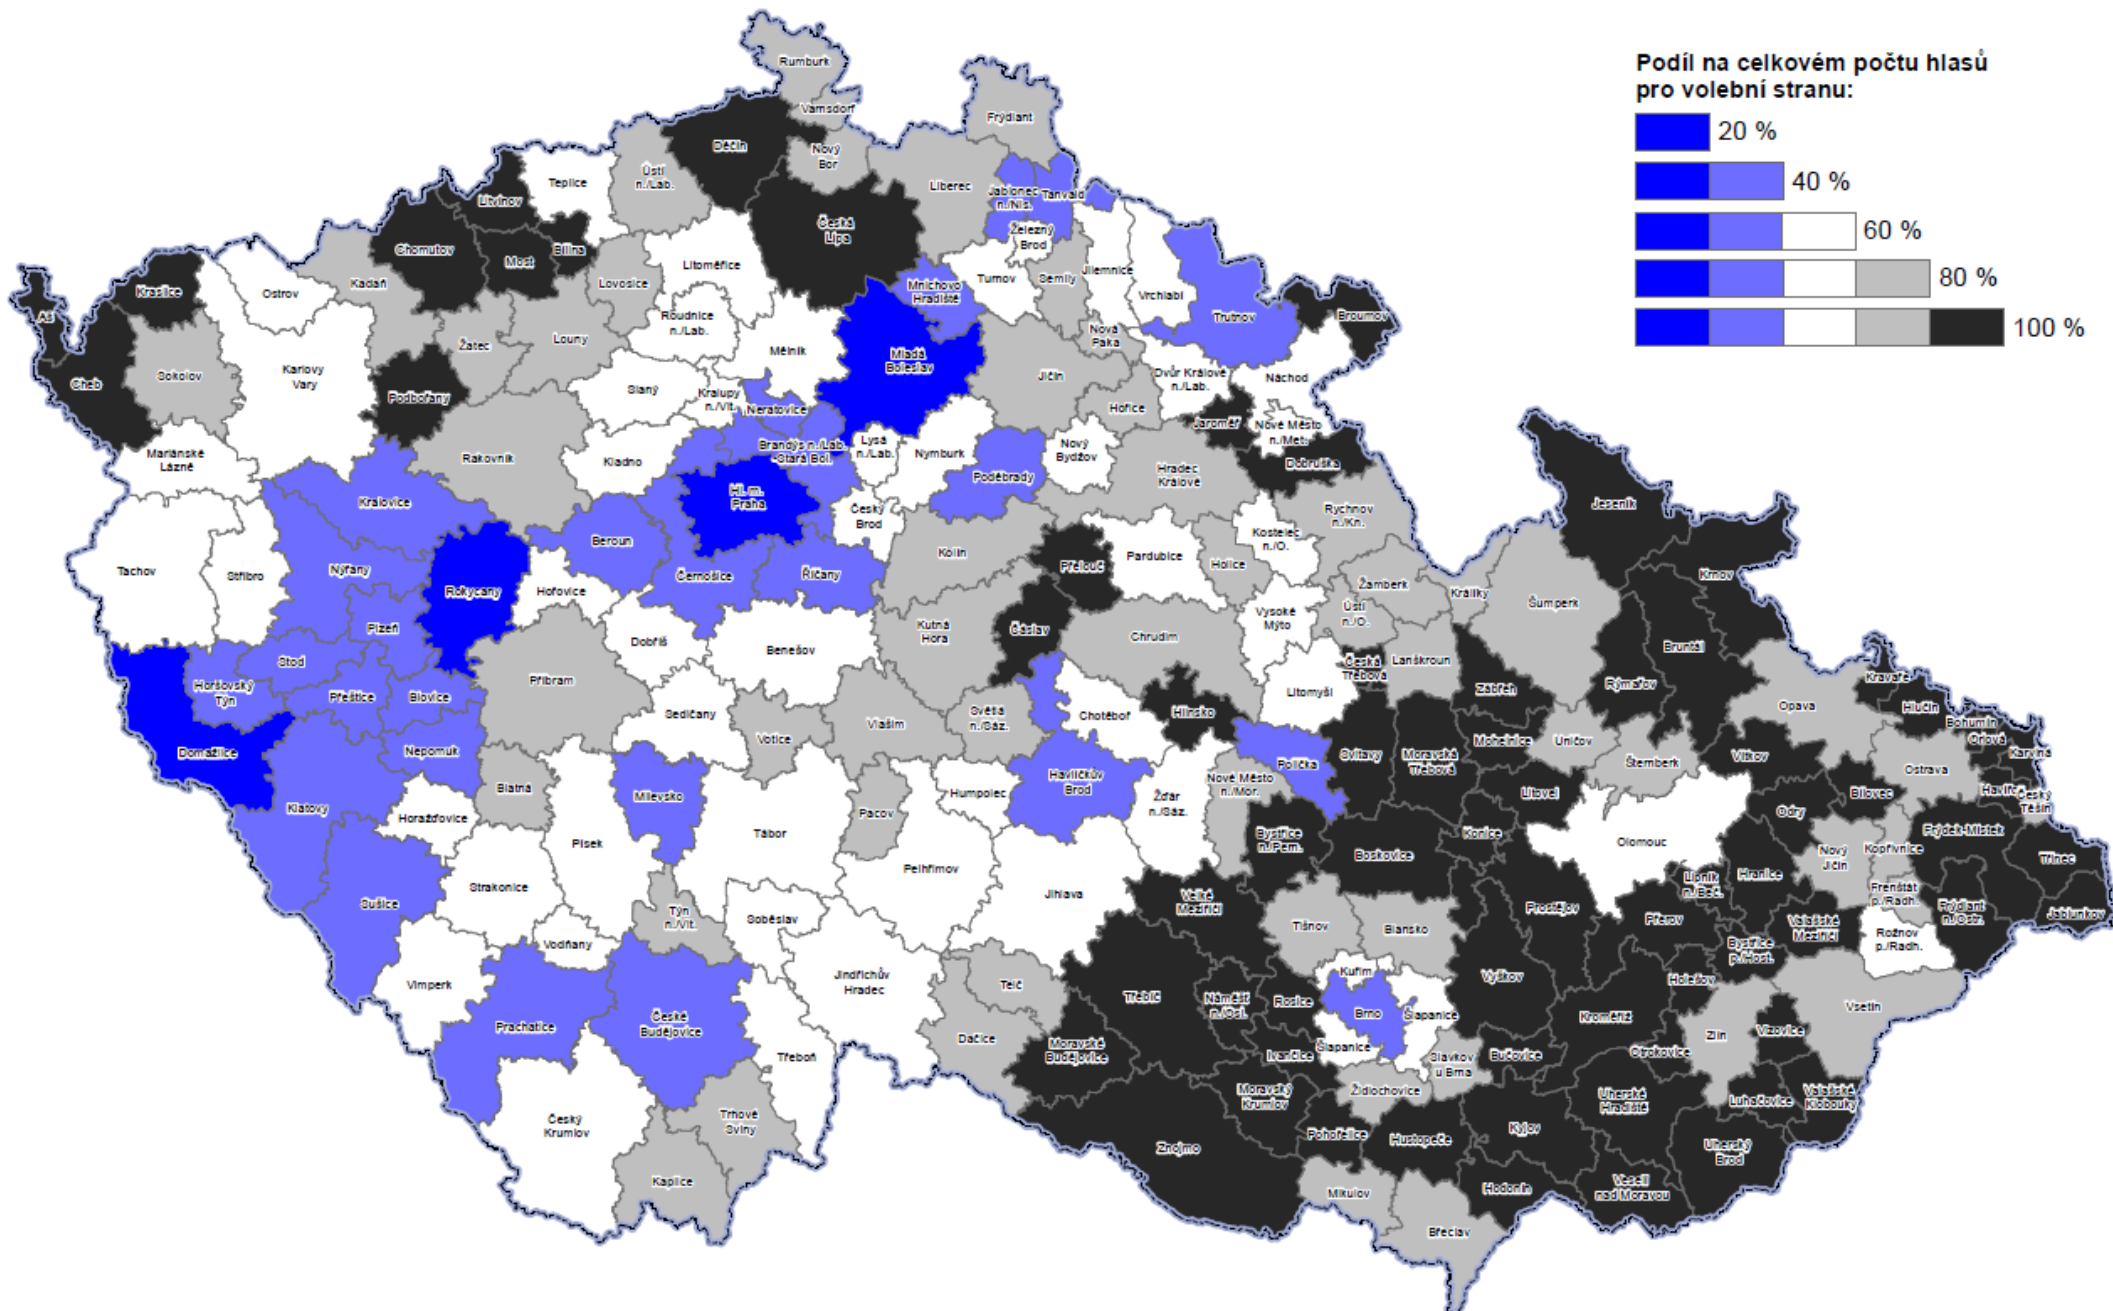 Podíl na celkovém počtu hlasů
pro volební stranu:
20 %
40 %
60 %
80 %
100 %
Rumburk
Varnsdorf
Frýdlant
Děčín
Nový
Bor
Ústí
n./Lab.
Teplice
Liberec
Jablonec
n./Nis.
Tanvald
Litvínov
Česká
Lípa
Železný
Brod
Chomutov
Most
Bílina
Litoměřice
Turnov
Semily
Jilemnice
Vrchlabí
Trutnov
Broumov
Kraslice
Ostrov
Kadaň
Lovosice
Mnichovo
Hradiště
Aš
Roudnice
n./Lab.
Nová
Paka
Louny
Žatec
Mělník
Mladá
Boleslav
Cheb
Sokolov
Karlovy
Vary
Jičín
Dvůr Králové
n./Lab.
Náchod
Podbořany
Slaný
Kralupy
n./Vlt.
Neratovice
Hořice
Jaroměř
Nové Město
n./Met.
Mariánské
Lázně
Rakovník
Kladno
Brandýs n./Lab.
-Stará Bol.
Lysá
n./Lab.
Nymburk
Nový
Bydžov
Dobruška
Poděbrady
Hradec
Králové
Kralovice
Hl. m.
Praha
Český
Brod
Rychnov
n./Kn.
Jeseník
Beroun
Kolín
Kostelec
n./O.
Tachov
Stříbro
Nýřany
Rokycany
Hořovice
Černošice
Říčany
Přelouč
Pardubice
Holice
Žamberk
Králíky
Šumperk
Krnov
Plzeň
Kutná
Hora
Čáslav
Chrudim
Vysoké
Mýto
Ústí
n./O.
Dobříš
Benešov
Bruntál
Stod
Příbram
Česká
Třebová
Lanškroun
Horšovský
Týn
Přeštice
Blovice
Litomyšl
Zábřeh
Rýmařov
Kravaře
Sedlčany
Světlá
n./Sáz.
Chotěboř
Hlinsko
Opava
Hlučín
Vlašim
Votice
Bohumín
Orlová
Domažlice
Nepomuk
Svitavy
Moravská
Třebová
Mohelnice
Uničov
Šternberk
Vítkov
Karviná
Polička
Ostrava
Blatná
Milevsko
Havlíčkův
Brod
Nové Město
n./Mor.
Litovel
Bílovec
Český
Těšín
Klatovy
Humpolec
Žďár
n./Sáz.
Horažďovice
Pacov
Odry
Písek
Tábor
Bystřice
n./Pern.
Konice
Frýdek-Místek
Olomouc
Boskovice
Nový
Jičín
Kopřivnice
Třinec
Pelhřimov
Strakonice
Jihlava
Hranice
Lipník
n./Beč.
Frenštát
p./Radh.
Sušice
Velké
Meziříčí
Prostějov
Frýdlant
n./Ostr.
Týn
n./Vlt.
Soběslav
Přerov
Valašské
Meziříčí
Jablunkov
Tišnov
Blansko
Rožnov
p./Radh.
Vodňany
Bystřice
p./Host.
Kuřim
Vyškov
Holešov
Vimperk
Jindřichův
Hradec
Telč
Třebíč
Náměšť
n./Osl.
Rosice
Brno
Šlapanice
Kroměříž
Vsetín
Prachatice
České
Budějovice
Dačice
Zlín
Vizovice
Moravské
Budějovice
Ivančice
Šlapanice
Slavkov
u Brna
Bučovice
Otrokovice
Třeboň
Židlochovice
Moravský
Krumlov
Uherské
Hradiště
Luhačovice
Valašské
Klobouky
Český
Krumlov
Trhové
Sviny
Pohořelice
Hustopeče
Kyjov
Znojmo
Uherský
Brod
Kaplice
Mikulov
Hodonín
Veselí
nad Moravou
Břeclav